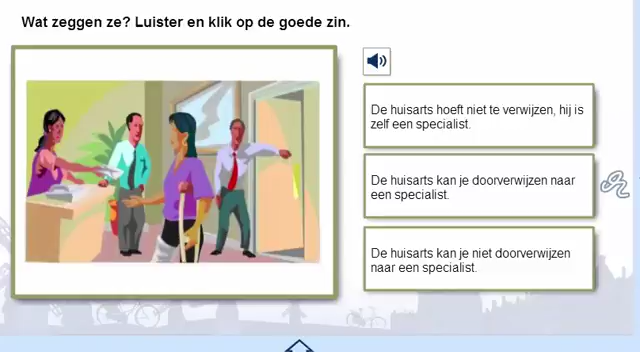 Wat zeggen ze? Luister en klik op de goede zin.
De huisarts hoeft niet te verwijzen, hij is
zelf een specialist.
De huisarts kan je doorverwijzen naar
een specialist.
De huisarts kan je niet doorverwijzen
naar een specialist.